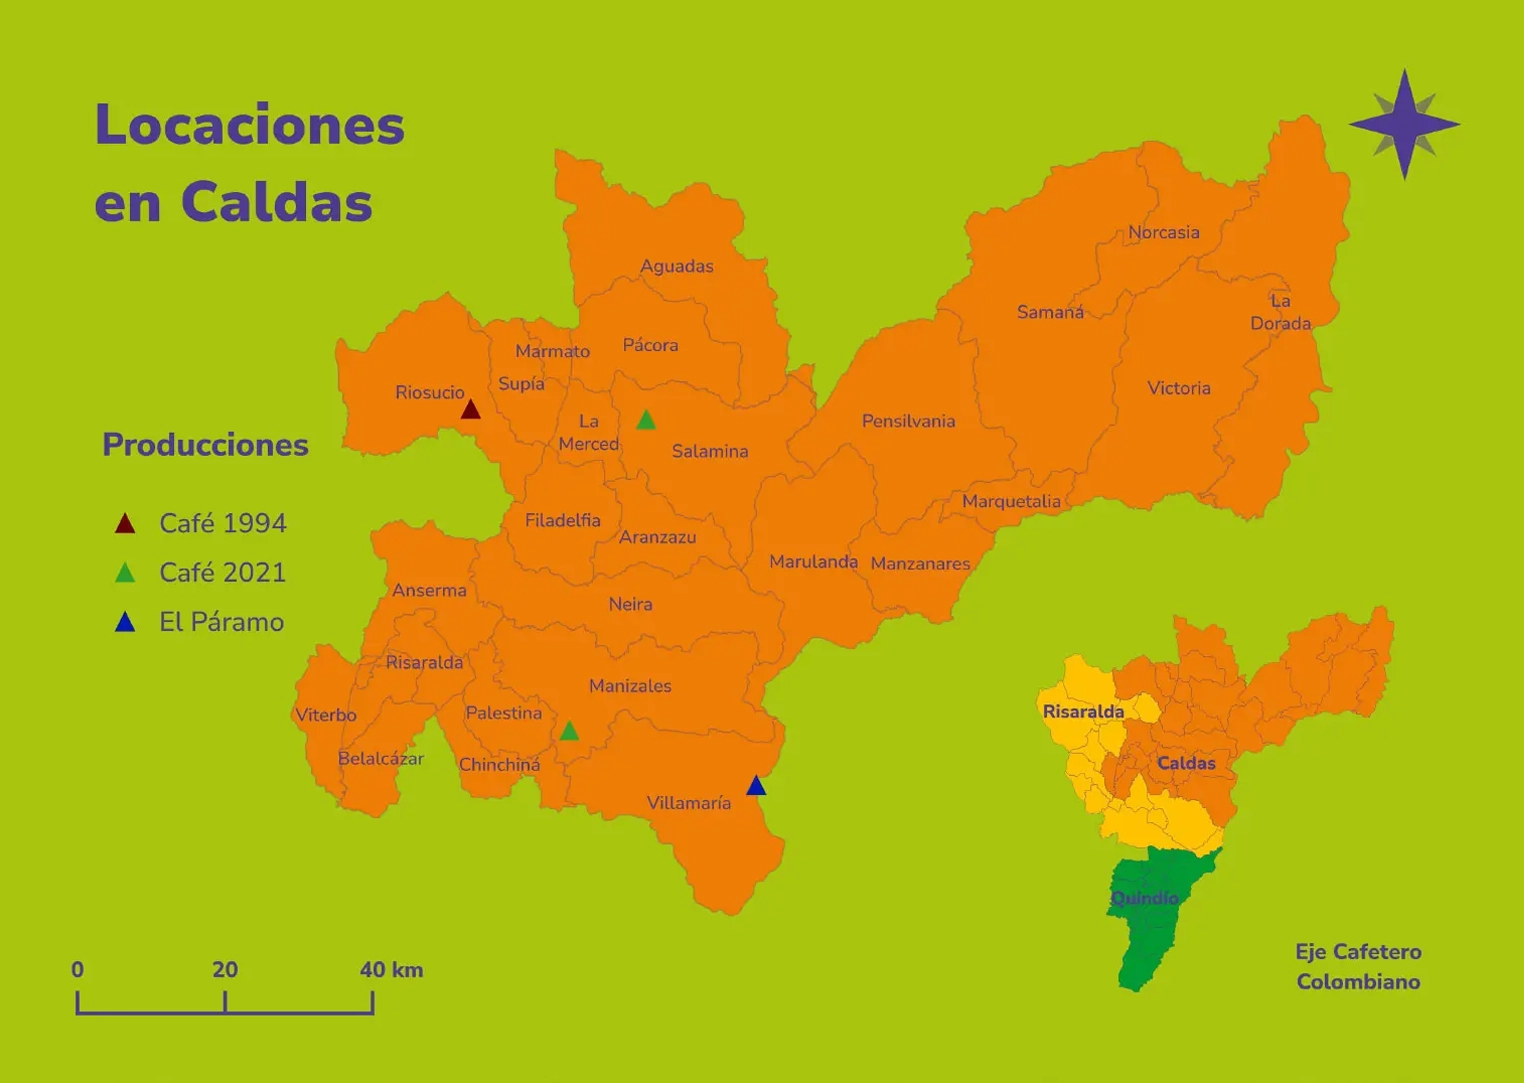 Locaciones
en Caldas
Producciones
Café 1994
Café 2021
El Páramo
Aguadas
Norcasia
Samaná
La
Dorada
Marmato
Pácora
Supía
Riosucio
Victoria
La
Merced
Pensilvania
Salamina
Marquetalia
Filadelfia
Aranzazu
Marulanda
Manzanares
Anserma
Neira
Risaralda
Manizales
Viterbo
Palestina
Belalcázar
Chinchiná
Villamaría
Risaralda
Caldas
Quindío
Eje Cafetero
Colombiano
0 20 40 km